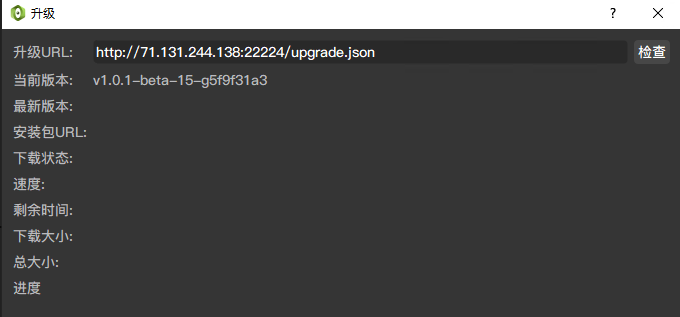 升级
升级URL: http://71.131.244.138:22224/upgrade.json 检查
当前版本: v1.0.1-beta-15-g5f9f31a3
最新版本:
安装包URL:
下载状态:
速度:
剩余时间:
下载大小:
总大小:
进度